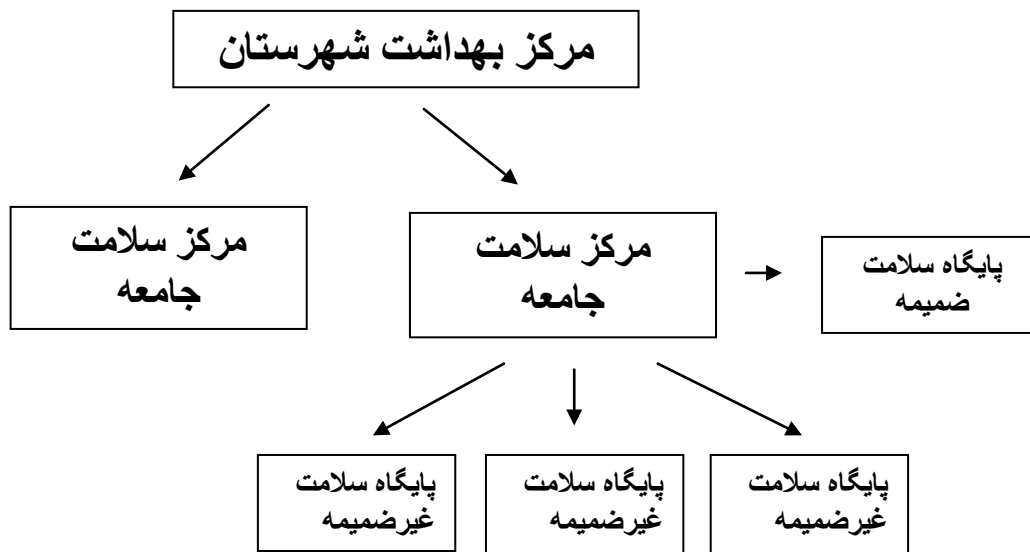 مرکز بهداشت شهرستان
مرکز سلامت
جامعه
مرکز سلامت
جامعه
پایگاه سلامت
ضمیمه
پایگاه سلامت
غیرضمیمه
پایگاه سلامت
غیرضمیمه
پایگاه سلامت
غیرضمیمه